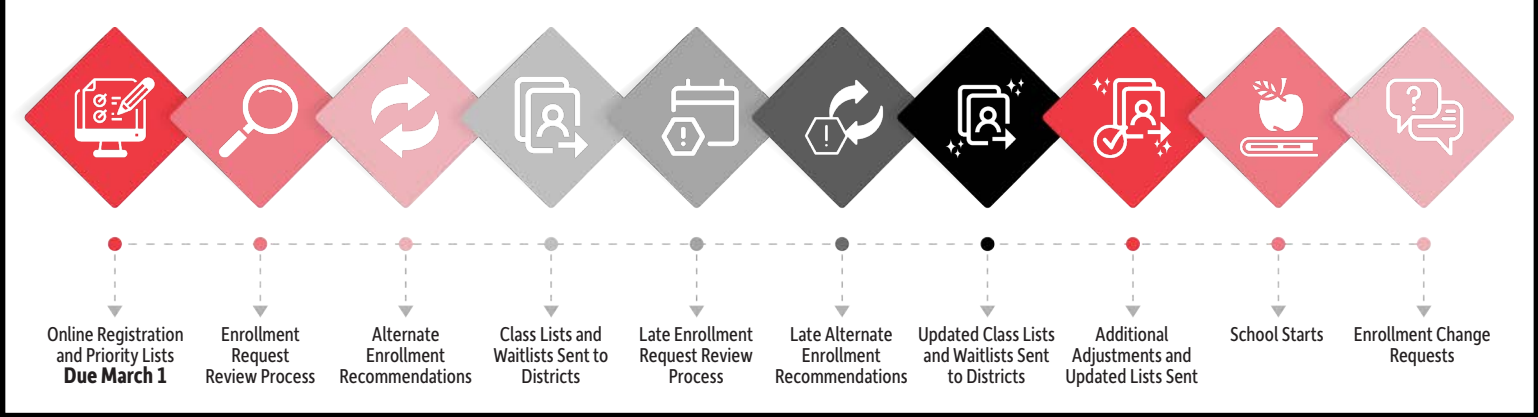 Online Registration
and Priority Lists
Due March 1
Enrollment
Request
Review Process
Alternate
Enrollment
Recommendations
Class Lists and
Waitlists Sent to
Districts
Late Enrollment
Request Review
Process
Late Alternate
Enrollment
Recommendations
Updated Class Lists
and Waitlists Sent
to Districts
Additional
Adjustments and
Updated Lists Sent
School Starts
Enrollment Change
Requests